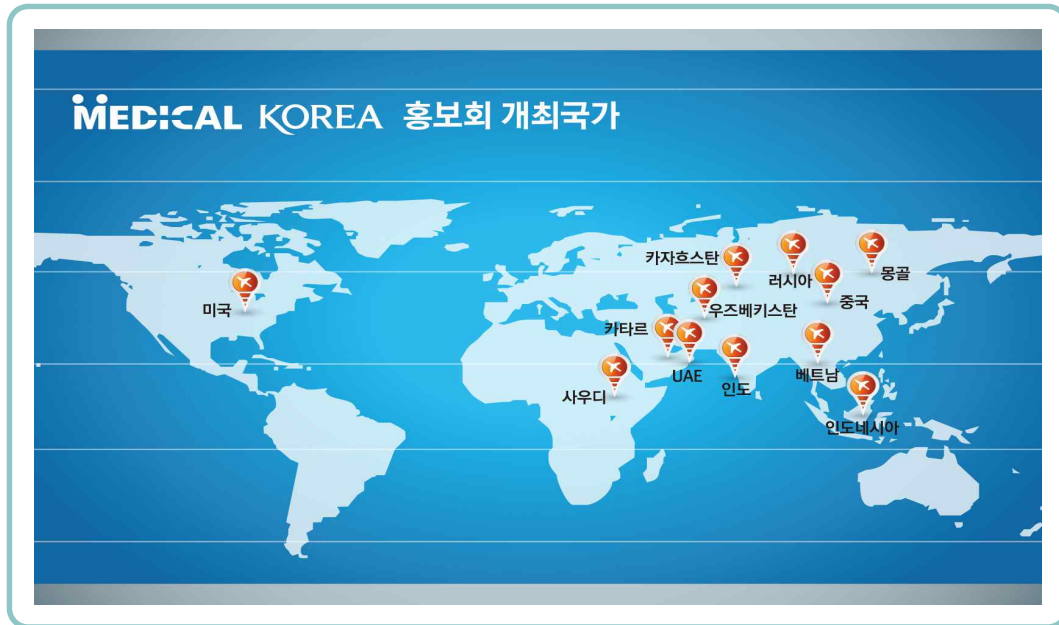 MEDICAL KOREA 홍보회 개최국가
카자흐스탄
러시아
몽골
미국
우즈베키스탄
중국
카타르
UAE
인도
베트남
사우디
인도네시아